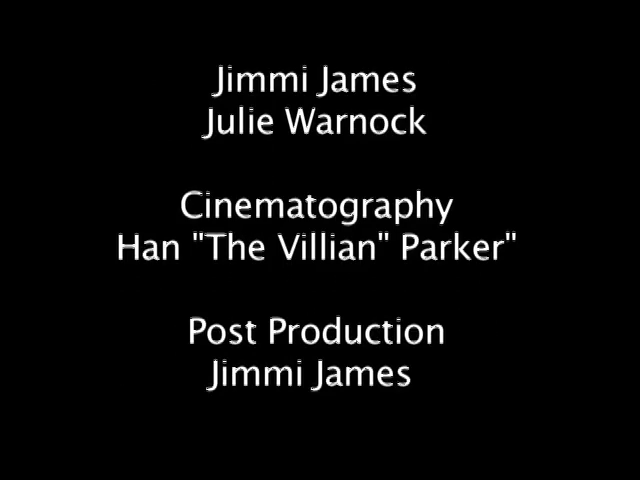 Jimmi James
Julie Warnock
Cinematography
Han "The Villian" Parker"
Post Production
Jimmi James